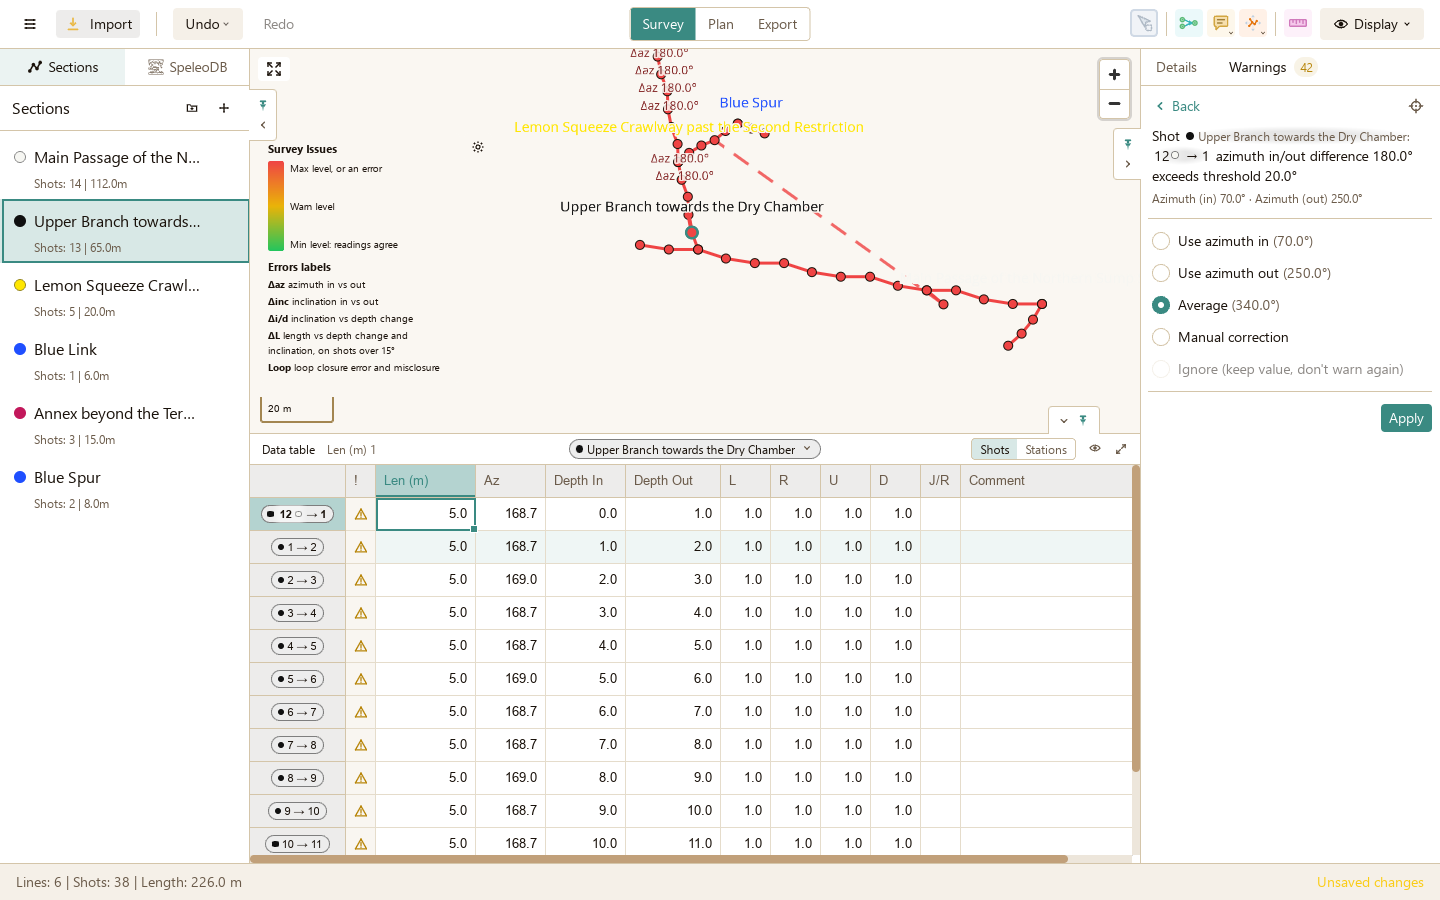 Import
Undo
Redo
Survey
Plan
Export
Display
Sections
SpeleoDB
Sections
Main Passage of the N...
Shots: 14 | 112.0m
Upper Branch towards...
Shots: 13 | 65.0m
Lemon Squeeze Crawl...
Shots: 5 | 20.0m
Blue Link
Shots: 1 | 6.0m
Annex beyond the Ter...
Shots: 3 | 15.0m
Blue Spur
Shots: 2 | 8.0m
Δaz 180.0°
Δaz 180.0°
Δaz 180.0°
Δaz 180.0°
Blue Spur
Lemon Squeeze Crawlway past the Second Restriction
Δaz 180.0°
Δaz 180.0°
Upper Branch towards the Dry Chamber
Survey Issues
Max level, or an error
Warn level
Min level: readings agree
Errors labels
Δaz azimuth in vs out
Δinc inclination in vs out
Δi/d inclination vs depth change
ΔL length vs depth change and
inclination, on shots over 15°
Loop loop closure error and misclosure
20 m
Data table
Len (m) 1
Upper Branch towards the Dry Chamber
Shots
Stations
! Len (m) Az Depth In Depth Out L R U D J/R Comment
12 → 1 5.0 168.7 0.0 1.0 1.0 1.0 1.0 1.0
1 → 2 5.0 168.7 1.0 2.0 1.0 1.0 1.0 1.0
2 → 3 5.0 169.0 2.0 3.0 1.0 1.0 1.0 1.0
3 → 4 5.0 168.7 3.0 4.0 1.0 1.0 1.0 1.0
4 → 5 5.0 168.7 4.0 5.0 1.0 1.0 1.0 1.0
5 → 6 5.0 169.0 5.0 6.0 1.0 1.0 1.0 1.0
6 → 7 5.0 168.7 6.0 7.0 1.0 1.0 1.0 1.0
7 → 8 5.0 168.7 7.0 8.0 1.0 1.0 1.0 1.0
8 → 9 5.0 169.0 8.0 9.0 1.0 1.0 1.0 1.0
9 → 10 5.0 168.7 9.0 10.0 1.0 1.0 1.0 1.0
10 → 11 5.0 168.7 10.0 11.0 1.0 1.0 1.0 1.0
Details
Warnings 42
Back
Shot Upper Branch towards the Dry Chamber:
12 → 1 azimuth in/out difference 180.0°
exceeds threshold 20.0°
Azimuth (in) 70.0° · Azimuth (out) 250.0°
Use azimuth in (70.0°)
Use azimuth out (250.0°)
Average (340.0°)
Manual correction
Ignore (keep value, don't warn again)
Apply
Lines: 6 | Shots: 38 | Length: 226.0 m
Unsaved changes